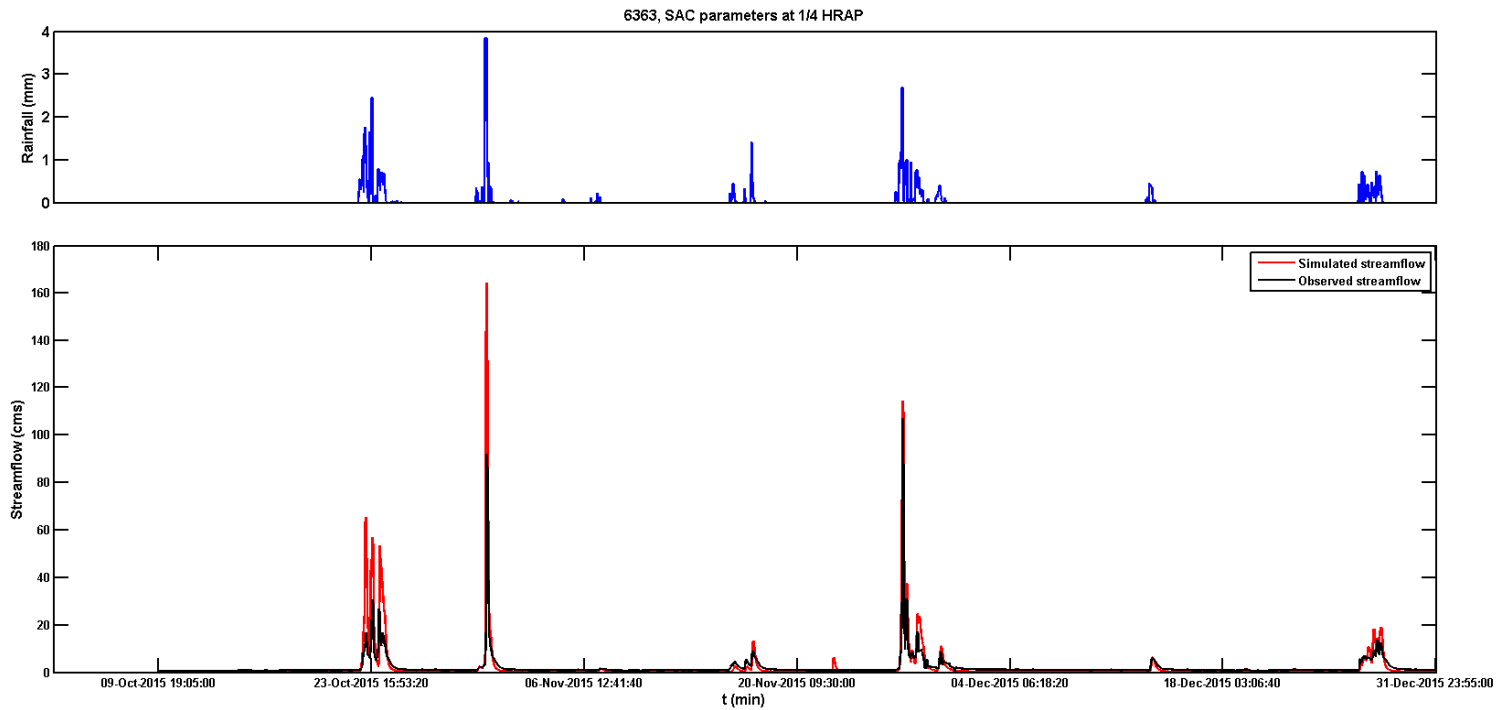 6363, SAC parameters at 1/4 HRAP
4
3
2
1
0
Rainfall (mm)
180
160
140
120
100
80
60
40
20
0
Streamflow (cms)
Simulated streamflow
Observed streamflow
09-Oct-2015 19:05:00 23-Oct-2015 15:53:20 06-Nov-2015 12:41:40 20-Nov-2015 09:30:00 04-Dec-2015 06:18:20 18-Dec-2015 03:06:40 31-Dec-2015 23:55:00
t (min)